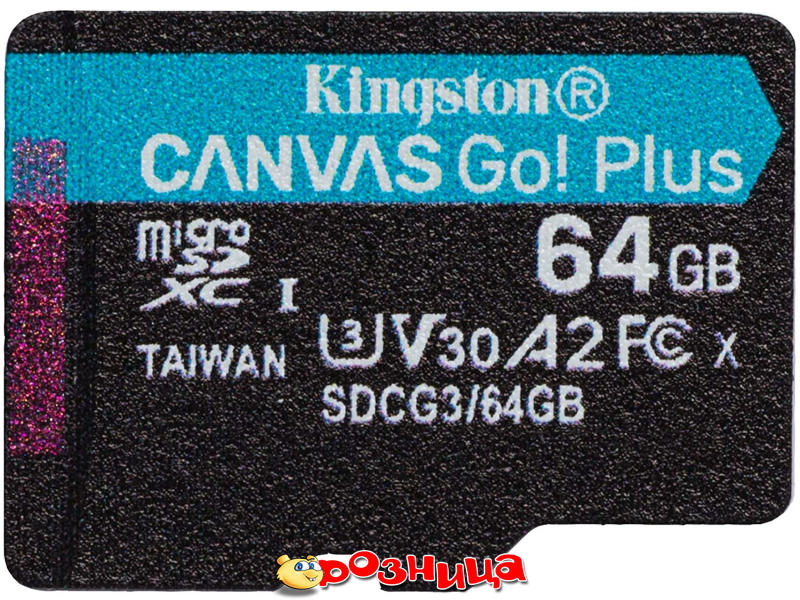 Kingston®
CANVAS Go! Plus
micro
SD
XC I
64GB
TAIWAN
U3 V30 A2 FC X
SDCG3/64GB
Розница